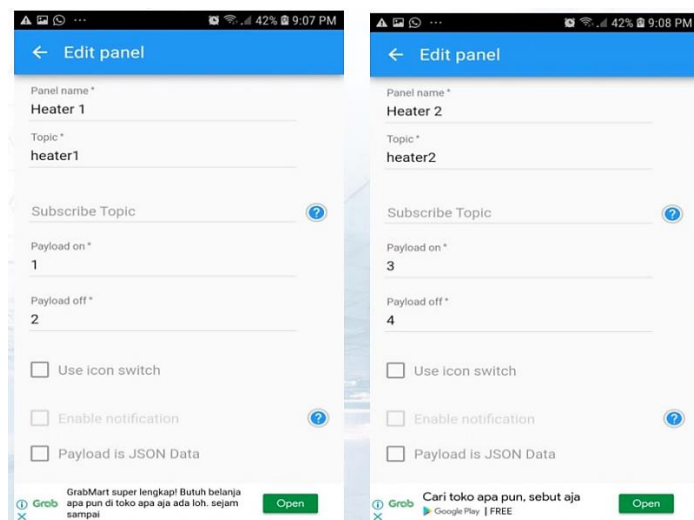 42% 9:07 PM
Edit panel
Panel name *
Heater 1
Topic *
heater1
Subscribe Topic
?
Payload on *
1
Payload off *
2
Use icon switch
Enable notification
?
Payload is JSON Data
Grab
GrabMart super lengkap! Butuh belanja
apa pun di toko apa aja ada loh. sejam
sampai
Open
42% 9:08 PM
Edit panel
Panel name *
Heater 2
Topic *
heater2
Subscribe Topic
?
Payload on *
3
Payload off *
4
Use icon switch
Enable notification
?
Payload is JSON Data
Grab
Cari toko apa pun, sebut aja
Google Play | FREE
Open